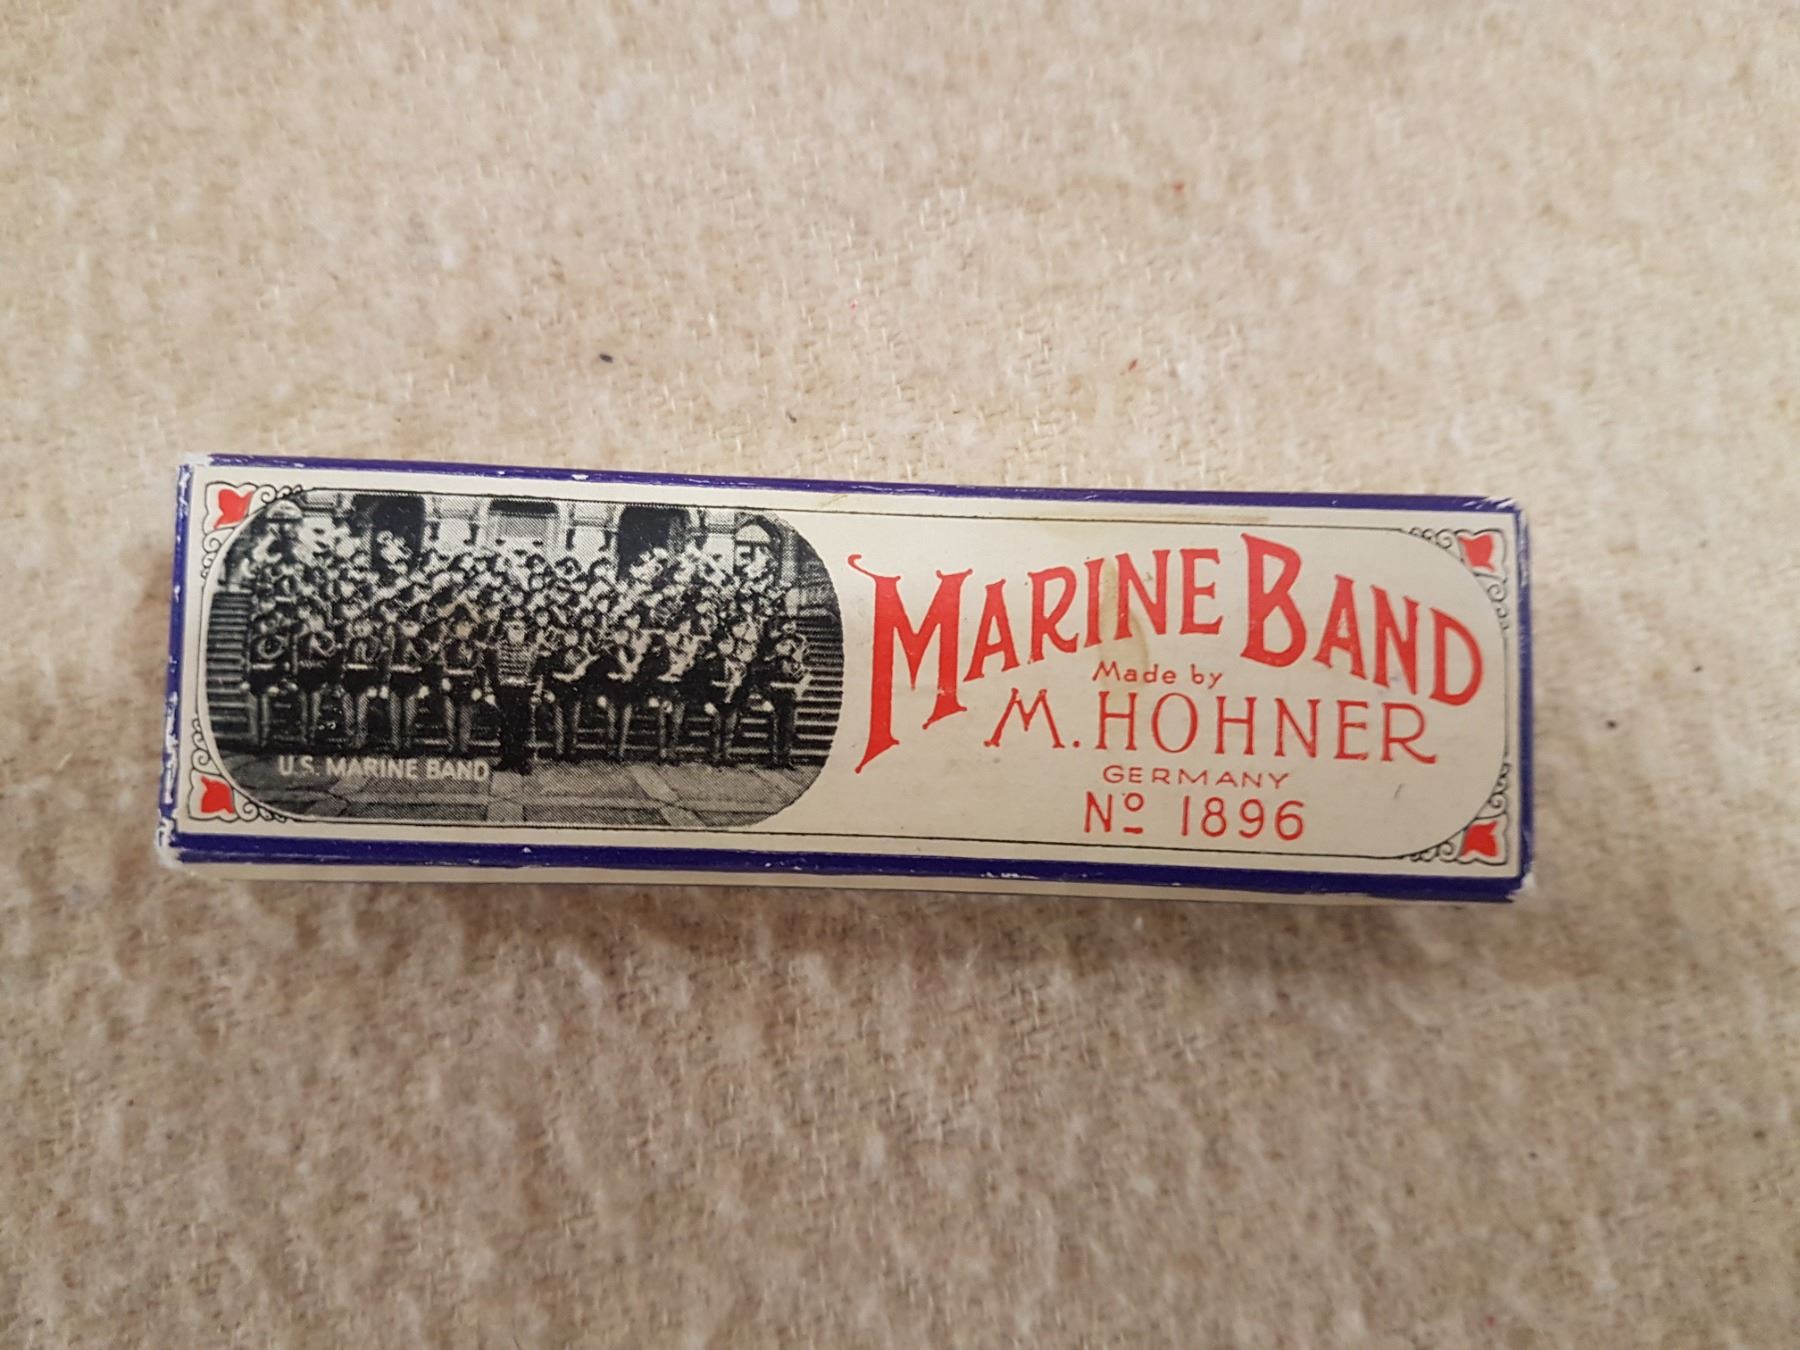 U.S. MARINE BAND
MARINE BAND
Made by
M. HOHNER
GERMANY
Nº 1896